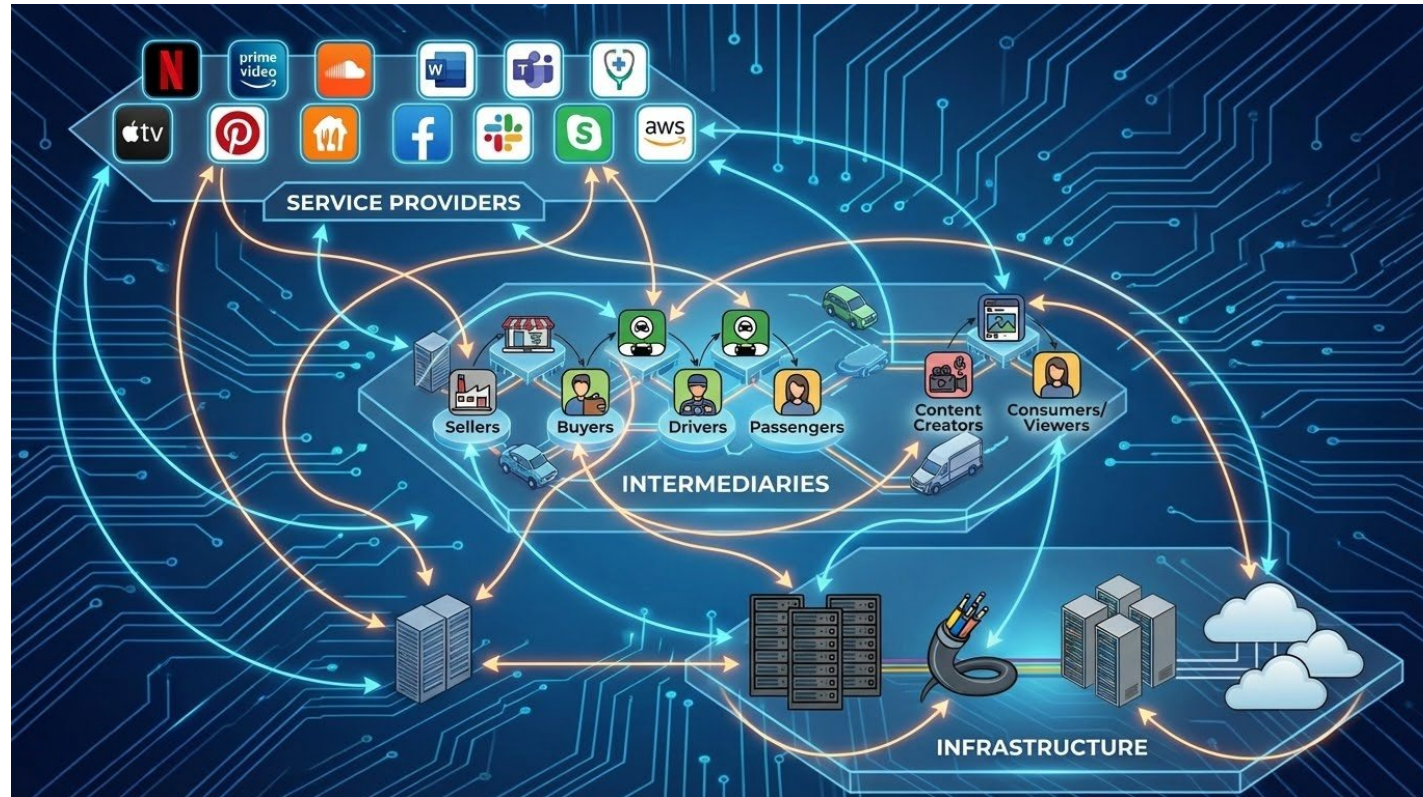 N
prime
video
W
T
tv
f
S
aws
SERVICE PROVIDERS
Sellers
Buyers
Drivers
Passengers
Content
Creators
Consumers/
Viewers
INTERMEDIARIES
INFRASTRUCTURE